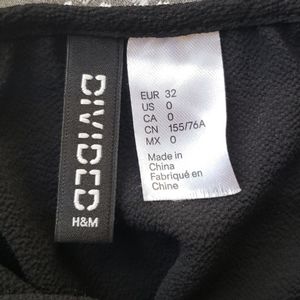 DIVIDED
H&M
EUR 32
US 0
CA 0
CN 155/76A
MX 0
Made in
China
Fabriqué en
Chine